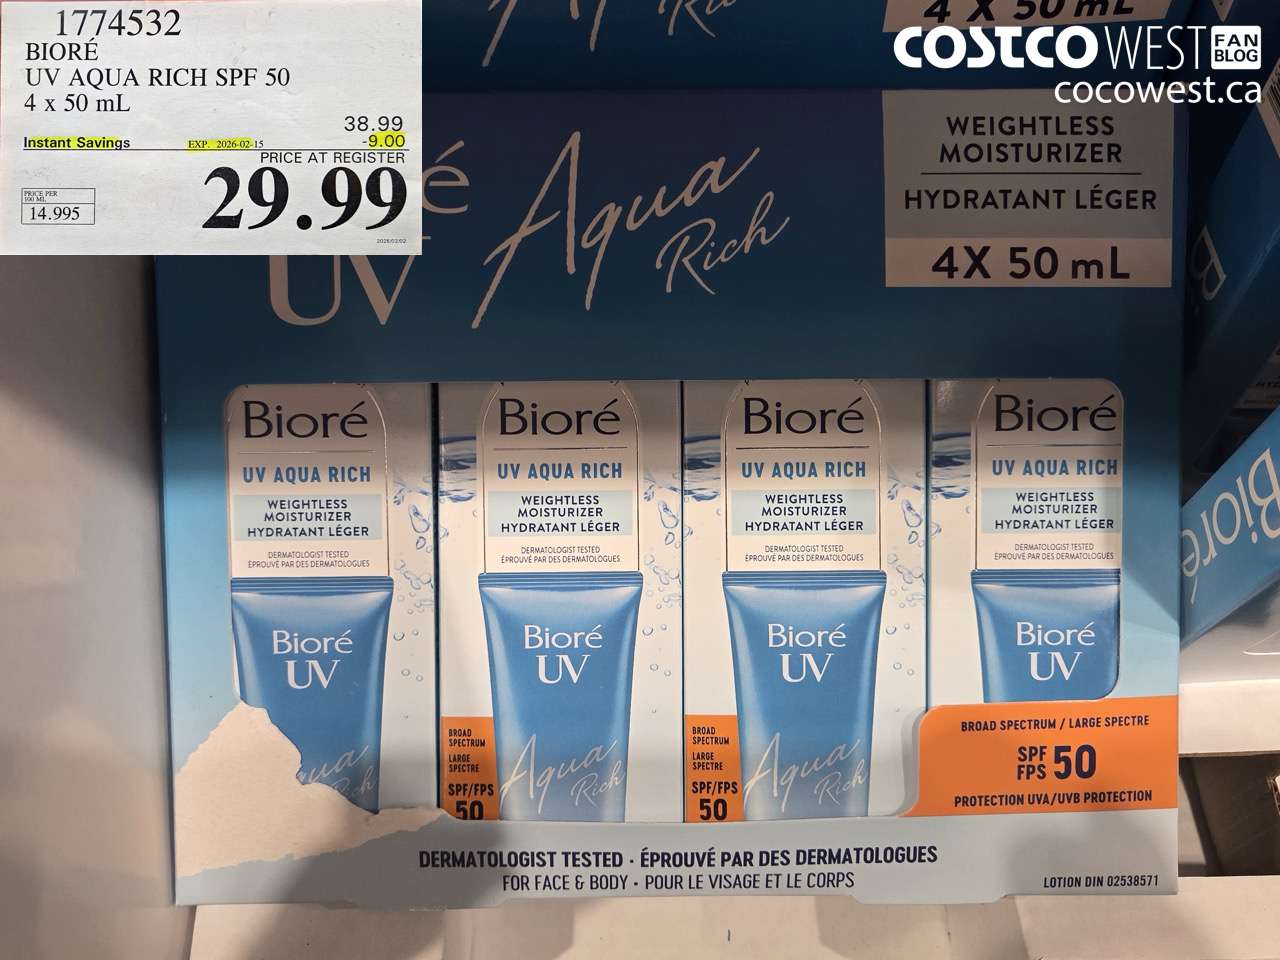 1774532
BIORÉ
UV AQUA RICH SPF 50
4 x 50 mL
38.99
Instant Savings EXP. 2026-02-15 -9.00
PRICE AT REGISTER
29.99
PRICE PER
100 ML
14.995
2026/02/02
4 X 50 mL
Rich
COSTCO WEST FAN BLOG
cocowest.ca
é
UV Aqua Rich
WEIGHTLESS
MOISTURIZER
HYDRATANT LÉGER
4X 50 mL
Bioré
UV AQUA RICH
WEIGHTLESS
MOISTURIZER
HYDRATANT LÉGER
DERMATOLOGIST TESTED
ÉPROUVÉ PAR DES DERMATOLOGUES
Bioré
UV
ua
Rich
Bioré
UV AQUA RICH
WEIGHTLESS
MOISTURIZER
HYDRATANT LÉGER
DERMATOLOGIST TESTED
ÉPROUVÉ PAR DES DERMATOLOGUES
Bioré
UV
Aqua
Rich
BROAD
SPECTRUM
LARGE
SPECTRE
SPF/FPS
50
Bioré
UV AQUA RICH
WEIGHTLESS
MOISTURIZER
HYDRATANT LÉGER
DERMATOLOGIST TESTED
ÉPROUVÉ PAR DES DERMATOLOGUES
Bioré
UV
Aqua
Rich
BROAD
SPECTRUM
LARGE
SPECTRE
SPF/FPS
50
Bioré
UV AQUA RICH
WEIGHTLESS
MOISTURIZER
HYDRATANT LÉGER
DERMATOLOGIST TESTED
ÉPROUVÉ PAR DES DERMATOLOGUES
Bioré
UV
BROAD SPECTRUM / LARGE SPECTRE
SPF
FPS 50
PROTECTION UVA/UVB PROTECTION
DERMATOLOGIST TESTED · ÉPROUVÉ PAR DES DERMATOLOGUES
FOR FACE & BODY · POUR LE VISAGE ET LE CORPS
LOTION DIN 02538571
B
Bioré